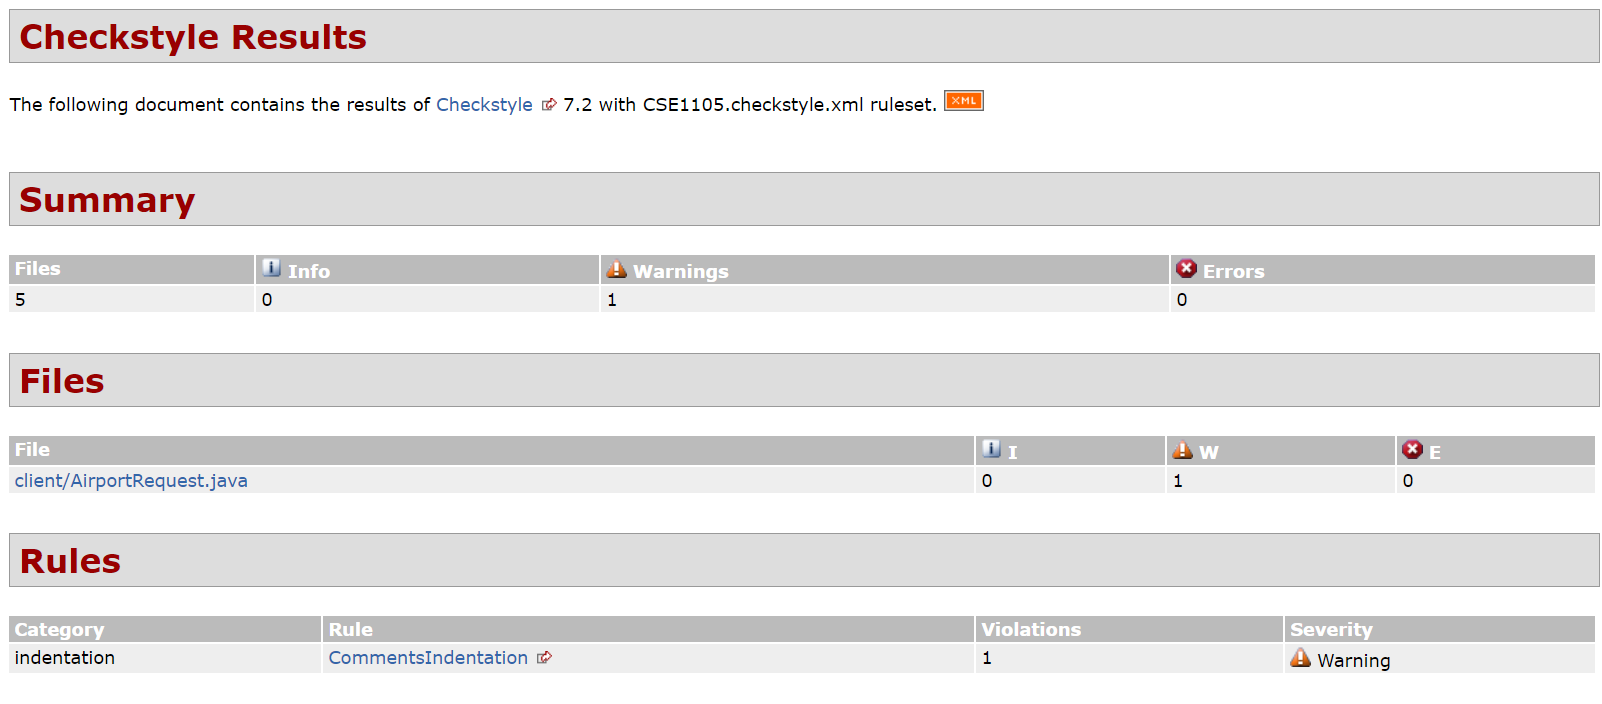 Checkstyle Results
The following document contains the results of Checkstyle 7.2 with CSE1105.checkstyle.xml ruleset. XML
Summary
Files Info Warnings Errors
5 0 1 0
Files
File I W E
client/AirportRequest.java 0 1 0
Rules
Category Rule Violations Severity
indentation CommentsIndentation 1 Warning